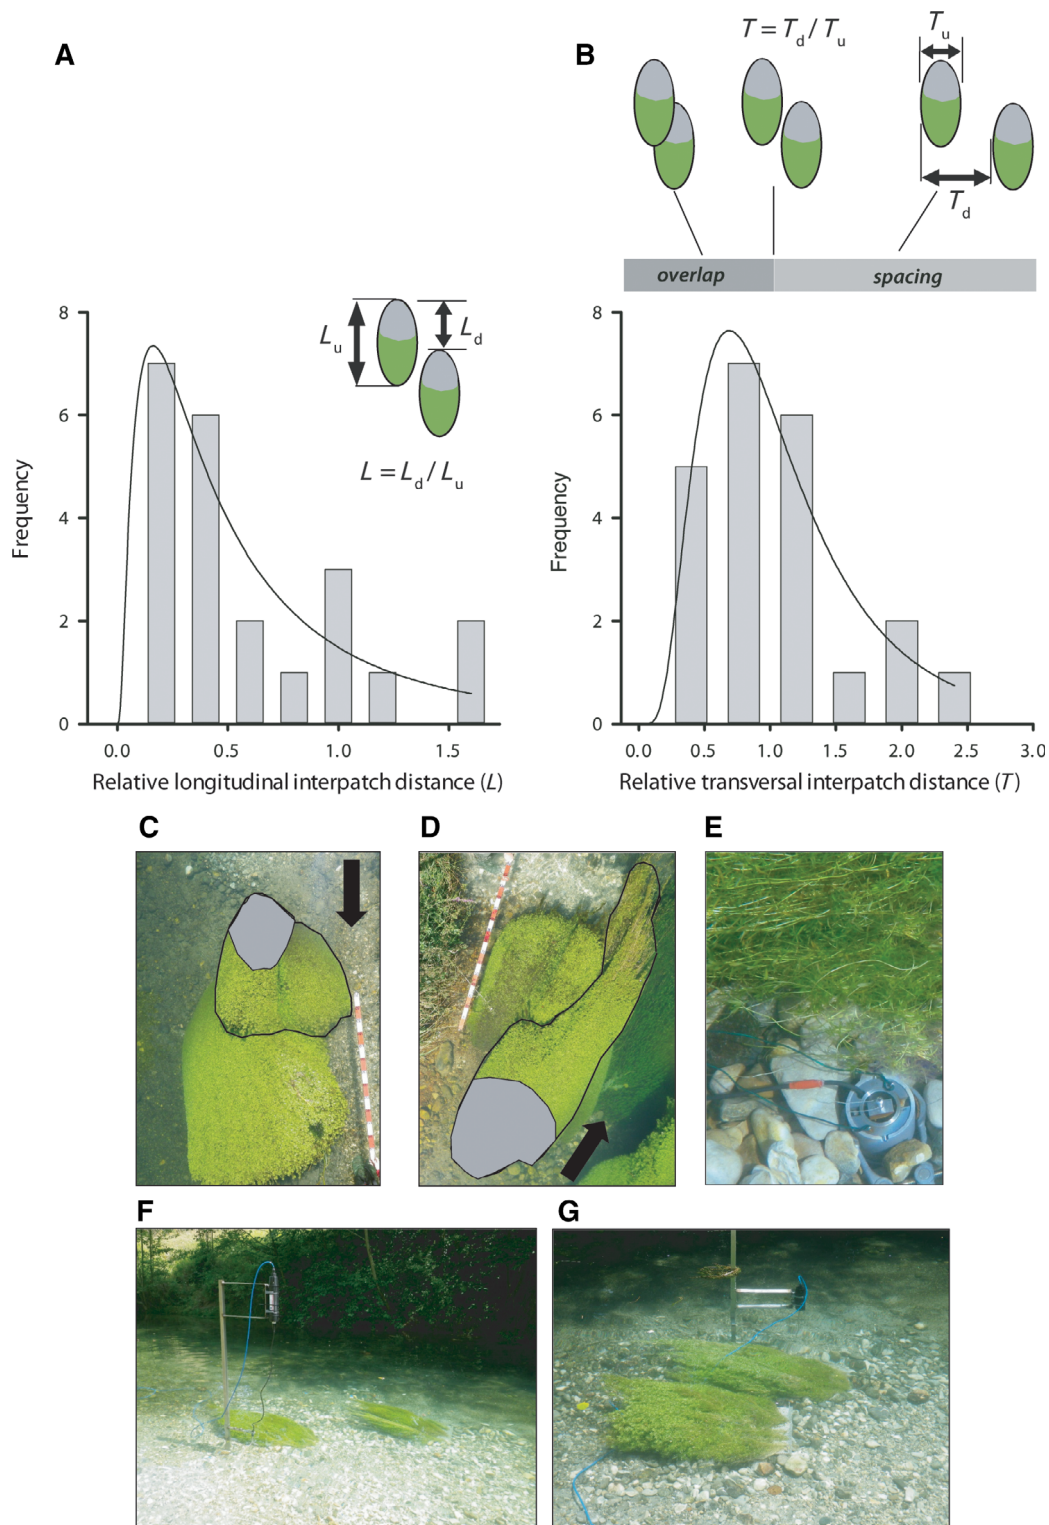 A
B
T = Td / Tu
Tu
Td
overlap
spacing
Lu
Ld
L = Ld / Lu
Frequency
8
6
4
2
0
0.0 0.5 1.0 1.5
Relative longitudinal interpatch distance (L)
Frequency
8
6
4
2
0
0.0 0.5 1.0 1.5 2.0 2.5 3.0
Relative transversal interpatch distance (T)
C
D
E
F
G